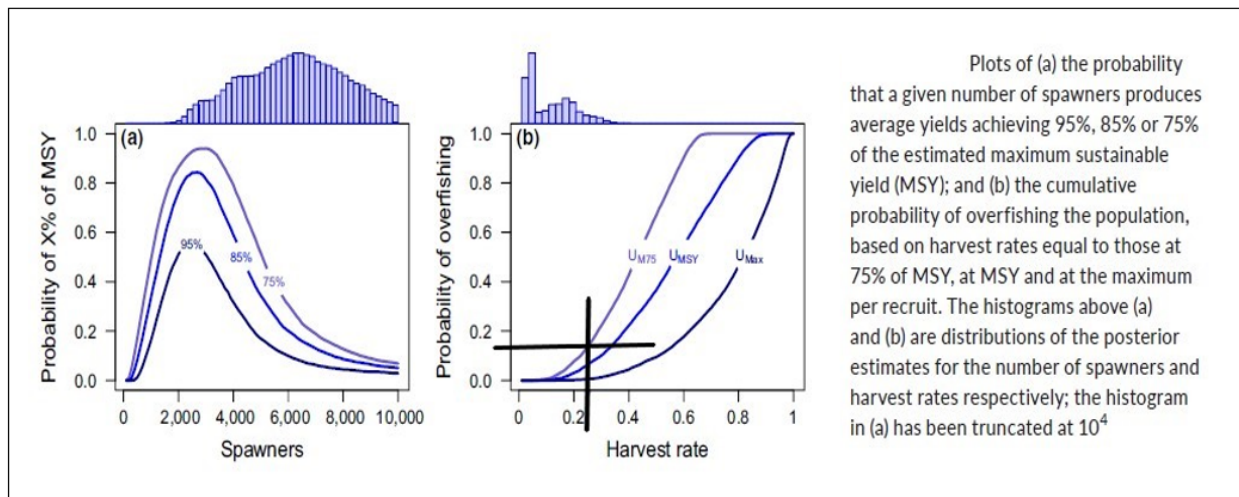 (a)
1.0
0.8
0.6
0.4
0.2
0.0
Probability of X% of MSY
95%
85%
75%
0 2,000 4,000 6,000 8,000 10,000
Spawners
(b)
1.0
0.8
0.6
0.4
0.2
0.0
Probability of overfishing
UM75 UMSY UMax
0 0.2 0.4 0.6 0.8 1
Harvest rate
Plots of (a) the probability
that a given number of spawners produces
average yields achieving 95%, 85% or 75%
of the estimated maximum sustainable
yield (MSY); and (b) the cumulative
probability of overfishing the population,
based on harvest rates equal to those at
75% of MSY, at MSY and at the maximum
per recruit. The histograms above (a)
and (b) are distributions of the posterior
estimates for the number of spawners and
harvest rates respectively; the histogram
in (a) has been truncated at 10⁴